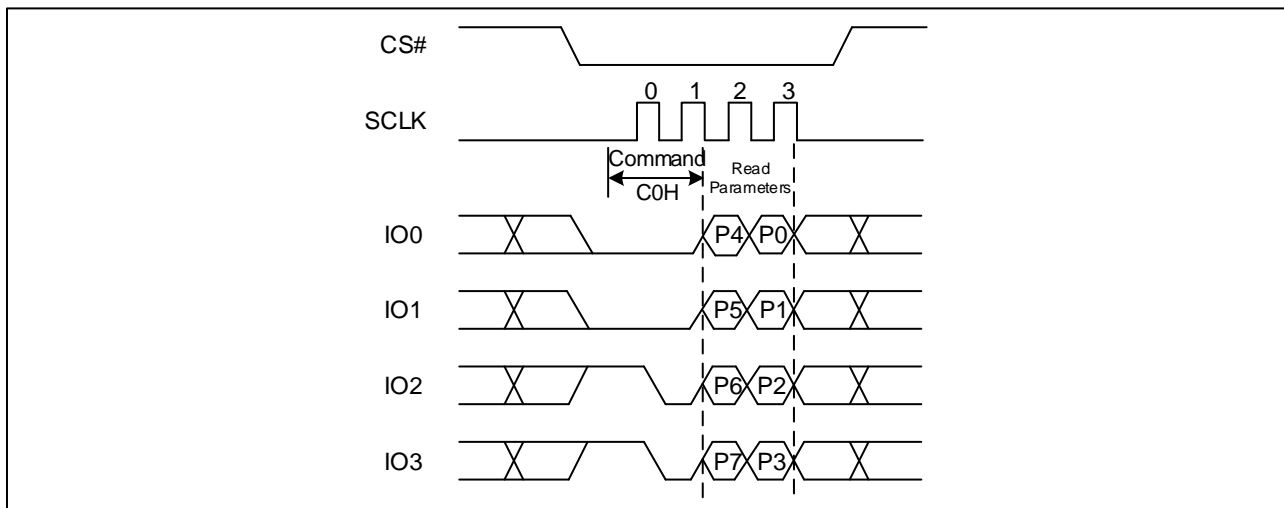 CS#
0 1 2 3
SCLK
Command
C0H
Read
Parameters
IO0 P4 P0
IO1 P5 P1
IO2 P6 P2
IO3 P7 P3